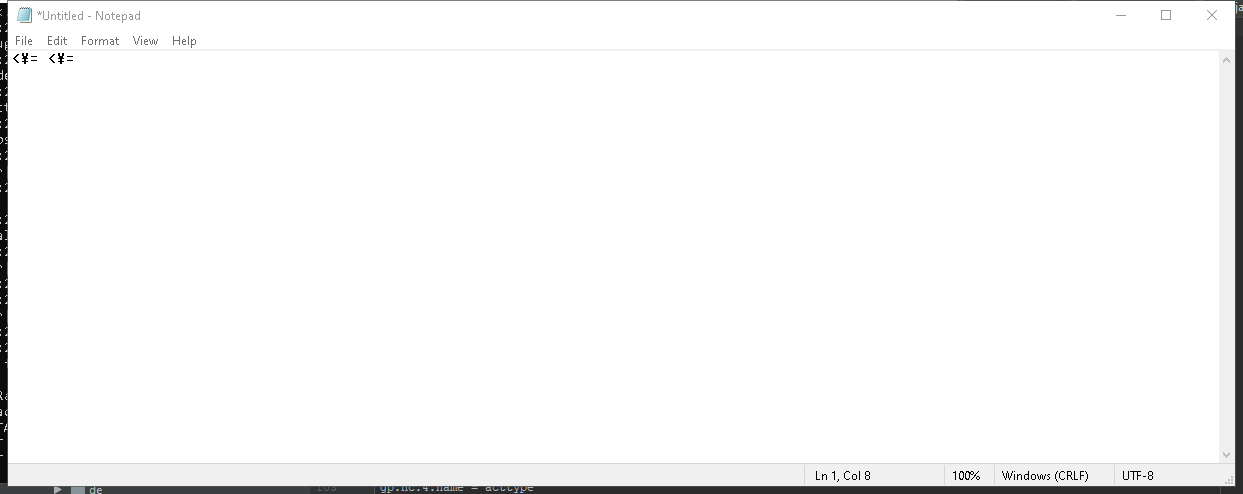 *Untitled - Notepad
File Edit Format View Help
<¥= <¥=
Ln 1, Col 8 100% Windows (CRLF) UTF-8
de
gp.nc.4.name = acctype